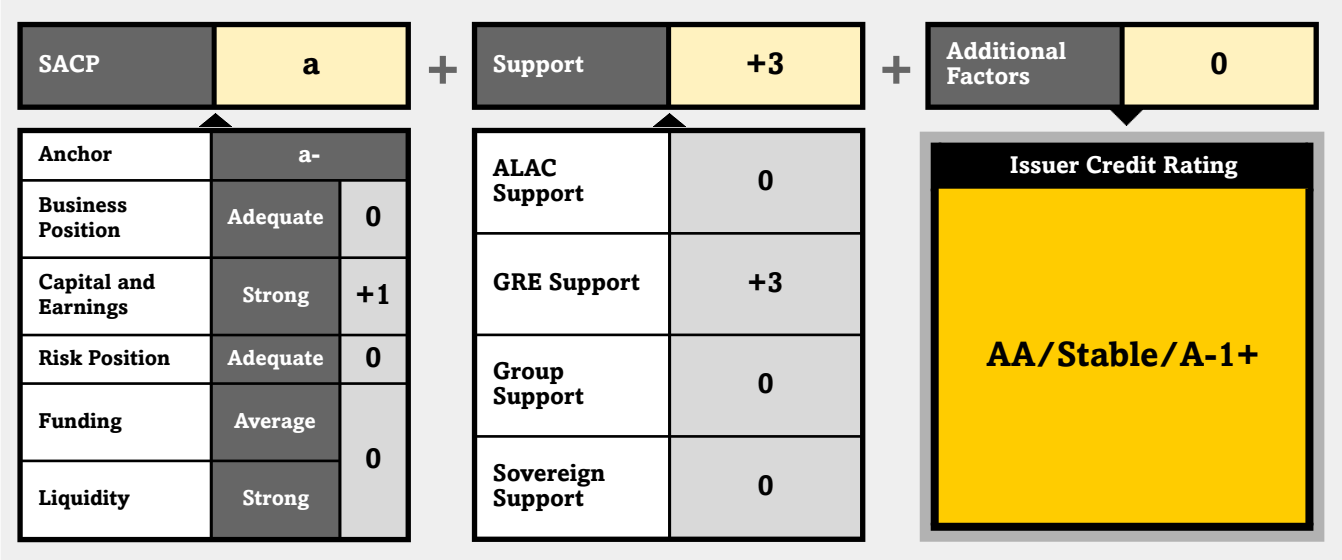 SACP
a
+
Support
+3
+
Additional
Factors
0
Anchor
a-
Business
Position
Adequate
0
Capital and
Earnings
Strong
+1
Risk Position
Adequate
0
Funding
Average
0
Liquidity
Strong
ALAC
Support
0
GRE Support
+3
Group
Support
0
Sovereign
Support
0
Issuer Credit Rating
AA/Stable/A-1+